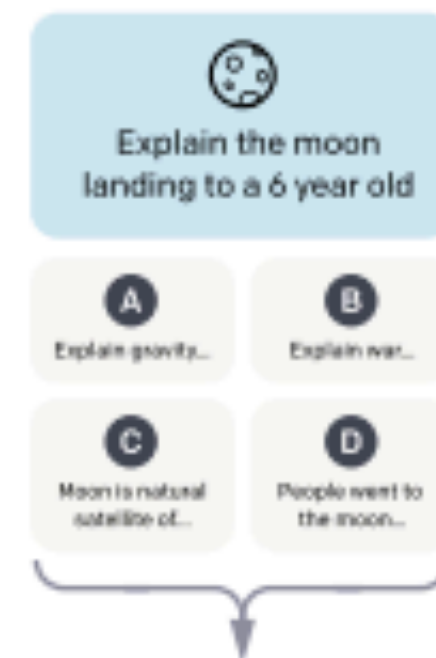 Explain the moon
landing to a 6 year old
A
Explain gravity...
B
Explain war...
C
Moon is natural
satellite of...
D
People went to
the moon...